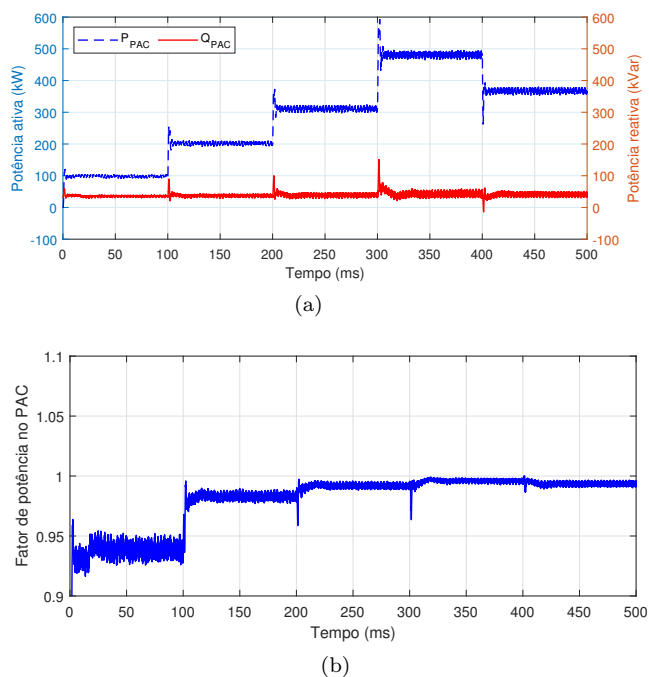 600
500
400
300
200
100
0
-100
Potência ativa (kW)
P_PAC
Q_PAC
600
500
400
300
200
100
0
-100
Potência reativa (kVar)
0 50 100 150 200 250 300 350 400 450 500
Tempo (ms)
(a)
1.1
1.05
1
0.95
0.9
Fator de potência no PAC
0 50 100 150 200 250 300 350 400 450 500
Tempo (ms)
(b)